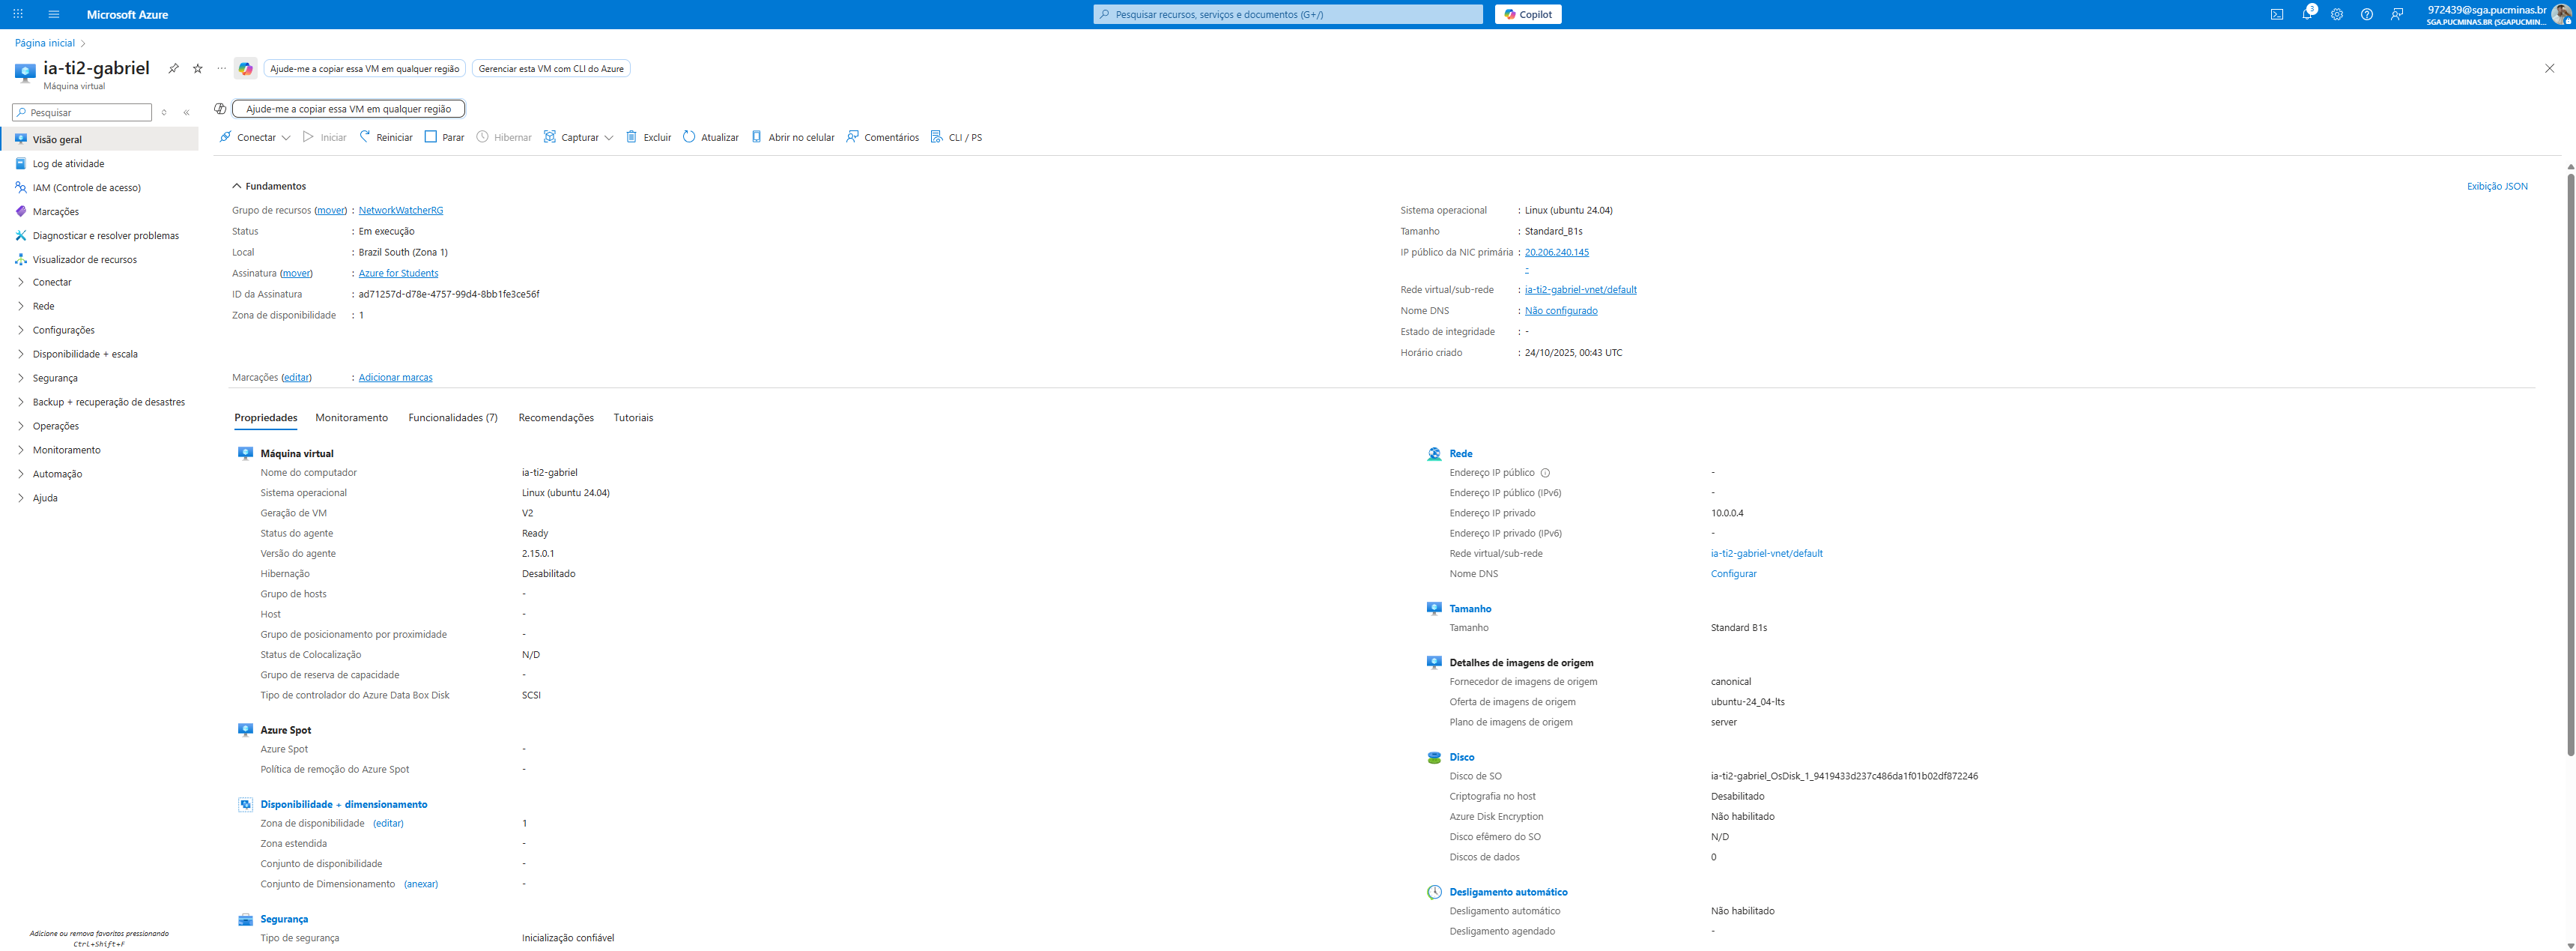 Microsoft Azure
Pesquisar recursos, serviços e documentos (G+/)
Copilot
3
972439@sga.pucminas.br
SGA.PUCMINAS.BR (SGAPUCMIN...
Página inicial
ia-ti2-gabriel
Máquina virtual
Ajude-me a copiar essa VM em qualquer região
Gerenciar esta VM com CLI do Azure
Pesquisar
Visão geral
Log de atividade
IAM (Controle de acesso)
Marcações
Diagnosticar e resolver problemas
Visualizador de recursos
Conectar
Rede
Configurações
Disponibilidade + escala
Segurança
Backup + recuperação de desastres
Operações
Monitoramento
Automação
Ajuda
Adicione ou remova favoritos pressionando
Ctrl+Shift+F
Ajude-me a copiar essa VM em qualquer região
Conectar Iniciar Reiniciar Parar Hibernar Capturar Excluir Atualizar Abrir no celular Comentários CLI / PS
Fundamentos
Exibição JSON
Grupo de recursos (mover) : NetworkWatcherRG
Status : Em execução
Local : Brazil South (Zona 1)
Assinatura (mover) : Azure for Students
ID da Assinatura : ad71257d-d78e-4757-99d4-8bb1fe3ce56f
Zona de disponibilidade : 1
Sistema operacional : Linux (ubuntu 24.04)
Tamanho : Standard_B1s
IP público da NIC primária : 20.206.240.145
-
Rede virtual/sub-rede : ia-ti2-gabriel-vnet/default
Nome DNS : Não configurado
Estado de integridade : -
Horário criado : 24/10/2025, 00:43 UTC
Marcações (editar) : Adicionar marcas
Propriedades Monitoramento Funcionalidades (7) Recomendações Tutoriais
Máquina virtual
Nome do computador ia-ti2-gabriel
Sistema operacional Linux (ubuntu 24.04)
Geração de VM V2
Status do agente Ready
Versão do agente 2.15.0.1
Hibernação Desabilitado
Grupo de hosts -
Host -
Grupo de posicionamento por proximidade -
Status de Colocalização N/D
Grupo de reserva de capacidade -
Tipo de controlador do Azure Data Box Disk SCSI
Azure Spot
Azure Spot -
Política de remoção do Azure Spot -
Disponibilidade + dimensionamento
Zona de disponibilidade (editar) 1
Zona estendida -
Conjunto de disponibilidade -
Conjunto de Dimensionamento (anexar) -
Segurança
Tipo de segurança Inicialização confiável
Rede
Endereço IP público -
Endereço IP público (IPv6) -
Endereço IP privado 10.0.0.4
Endereço IP privado (IPv6) -
Rede virtual/sub-rede ia-ti2-gabriel-vnet/default
Nome DNS Configurar
Tamanho
Tamanho Standard B1s
Detalhes de imagens de origem
Fornecedor de imagens de origem canonical
Oferta de imagens de origem ubuntu-24_04-lts
Plano de imagens de origem server
Disco
Disco de SO ia-ti2-gabriel_OsDisk_1_9419433d237c486da1f01b02df872246
Criptografia no host Desabilitado
Azure Disk Encryption Não habilitado
Disco efêmero do SO N/D
Discos de dados 0
Desligamento automático
Desligamento automático Não habilitado
Desligamento agendado -